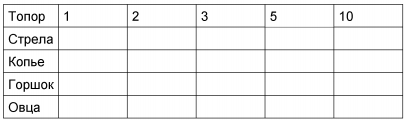 Топор 1 2 3 5 10
Стрела
Копье
Горшок
Овца